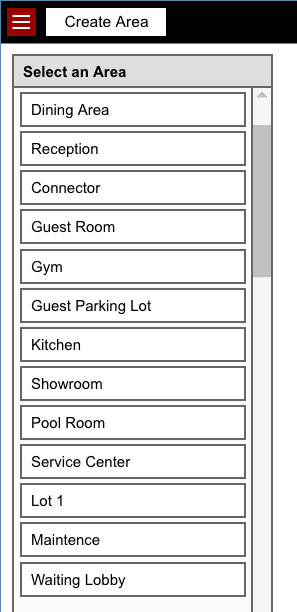 Create Area
Select an Area
Dining Area
Reception
Connector
Guest Room
Gym
Guest Parking Lot
Kitchen
Showroom
Pool Room
Service Center
Lot 1
Maintence
Waiting Lobby